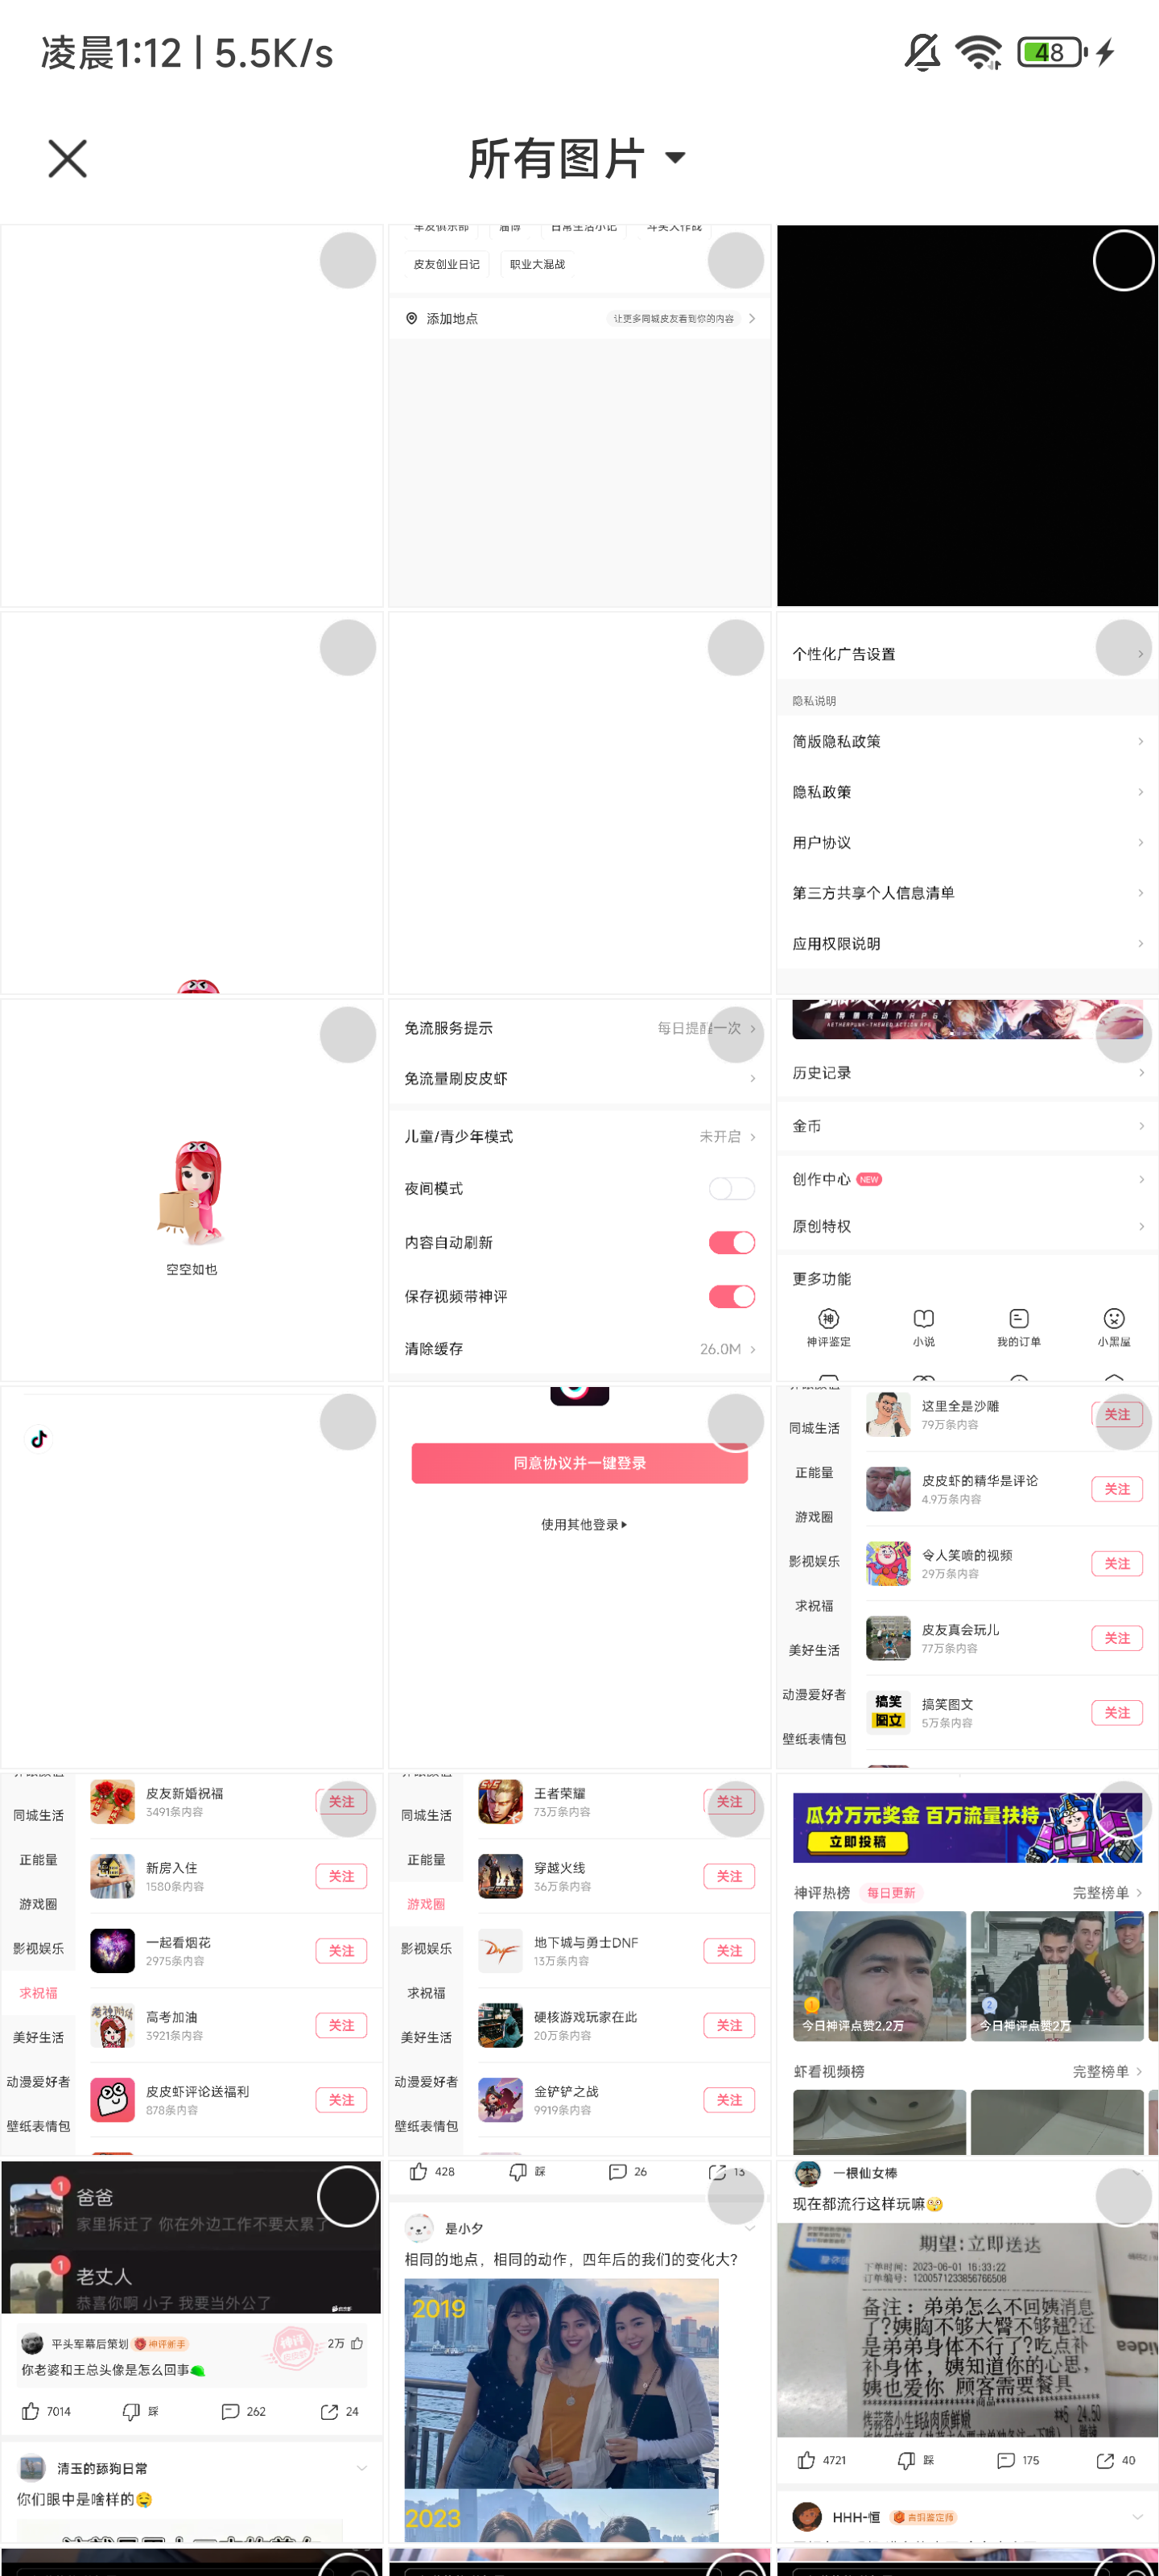 凌晨1:12 | 5.5K/s
48
所有图片
皮友创业日记
职业大混战
添加地点
让更多同城皮友看到你的内容
个性化广告设置
隐私说明
简版隐私政策
隐私政策
用户协议
第三方共享个人信息清单
应用权限说明
空空如也
免流服务提示
每日提醒一次
免流量刷皮皮虾
儿童/青少年模式
未开启
夜间模式
内容自动刷新
保存视频带神评
清除缓存
26.0M
AETHERPUNK-THEMED ACTION RPG
历史记录
金币
创作中心 NEW
原创特权
更多功能
神
神评鉴定
小说
我的订单
小黑屋
同意协议并一键登录
使用其他登录
同城生活
正能量
游戏圈
影视娱乐
求祝福
美好生活
动漫爱好者
壁纸表情包
这里全是沙雕
79万条内容
关注
皮皮虾的精华是评论
4.9万条内容
关注
令人笑喷的视频
29万条内容
关注
皮友真会玩儿
77万条内容
关注
搞笑
搞笑图文
5万条内容
关注
同城生活
正能量
游戏圈
影视娱乐
求祝福
美好生活
动漫爱好者
壁纸表情包
皮友新婚祝福
3491条内容
关注
新房入住
1580条内容
关注
一起看烟花
2975条内容
关注
高考加油
3921条内容
关注
皮皮虾评论送福利
878条内容
关注
同城生活
正能量
游戏圈
影视娱乐
求祝福
美好生活
动漫爱好者
壁纸表情包
王者荣耀
73万条内容
关注
穿越火线
36万条内容
关注
地下城与勇士DNF
13万条内容
关注
硬核游戏玩家在此
20万条内容
关注
金铲铲之战
9919条内容
关注
瓜分万元奖金 百万流量扶持
立即投稿
神评热榜
每日更新
完整榜单
1
今日神评点赞2.2万
2
今日神评点赞2万
虾看视频榜
完整榜单
1
爸爸
家里拆迁了 你在外边工作不要太累了
1
老丈人
恭喜你啊 小子 我要当外公了
平头军幕后策划
神评新手
2万
你老婆和王总头像是怎么回事
7014
踩
262
24
清玉的舔狗日常
你们眼中是啥样的🤤
428
踩
26
13
是小夕
相同的地点，相同的动作，四年后的我们的变化大？
2019
2023
一根仙女棒
现在都流行这样玩嘛🙄
期望：立即送达
下单时间：2023-06-01 16:33:22
订单编号：1200571233856766508
备注：弟弟怎么不回姨消息
了?姨胸不够大臀不够翘?还
是弟弟身体不行了?吃点补
补身体，姨知道你的心思，
姨也爱你 顾客需要餐具
商品
24.50
4721
踩
175
40
HHH-恒
青铜鉴定师